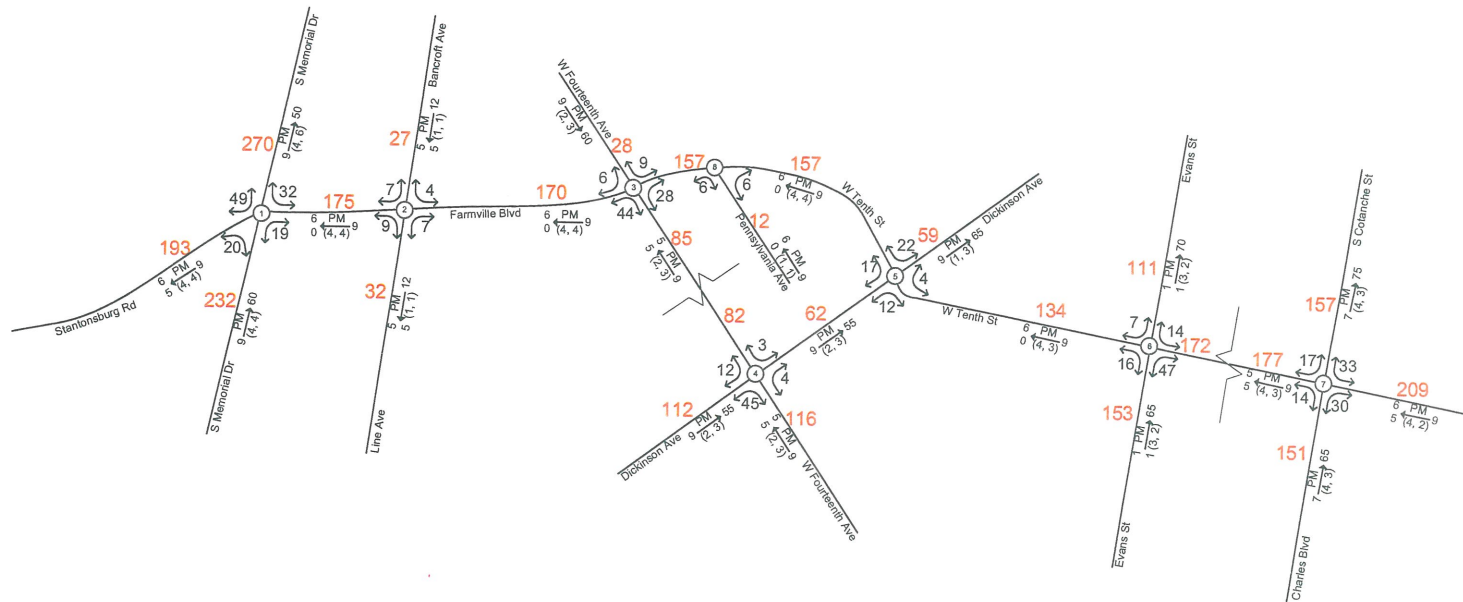 S Memorial Dr
270
9 PM 50
(4, 6)
49
32
1
20
19
193
6 PM 9
5 (4, 4)
Stantonsburg Rd
232
9 PM 60
(4, 4)
S Memorial Dr
175
6 PM 9
0 (4, 4)
Bancroft Ave
27
5 PM 12
5 (1, 1)
7
4
2
9
7
32
5 PM 12
5 (1, 1)
Line Ave
170
Farmville Blvd
6 PM 9
0 (4, 4)
W Fourteenth Ave
9 PM 60
(2, 3)
28
6
9
3
28
44
157
8
6
6
157
6 PM 9
0 (4, 4)
W Tenth St
12
Pennsylvania Ave
6 PM 9
0 (1, 1)
85
5 PM 9
5 (2, 3)
82
3
12
4
4
45
112
9 PM 55
(2, 3)
Dickinson Ave
116
5 PM 9
5 (2, 3)
W Fourteenth Ave
62
9 PM 55
(2, 3)
22
17
5
4
12
59
Dickinson Ave
9 PM 65
(1, 3)
W Tenth St
134
6 PM 9
0 (4, 3)
Evans St
111
1 PM 70
1 (3, 2)
7
14
6
16
47
153
1 PM 65
1 (3, 2)
Evans St
172
177
5 PM 9
5 (4, 3)
S Cotanche St
157
7 PM 75
(4, 3)
17
33
7
14
30
209
6 PM 9
5 (4, 2)
151
7 PM 65
(4, 3)
Charles Blvd